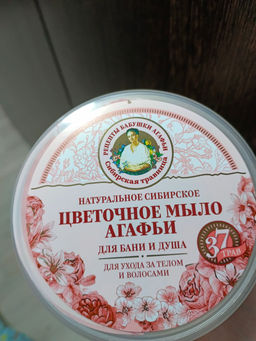 РЕЦЕПТЫ БАБУШКИ АГАФЬИ
Сибирская травница
НАТУРАЛЬНОЕ СИБИРСКОЕ
ЦВЕТОЧНОЕ МЫЛО
АГАФЬИ
ДЛЯ БАНИ И ДУША
ДЛЯ УХОДА ЗА ТЕЛОМ
И ВОЛОСАМИ
37
ТРАВ